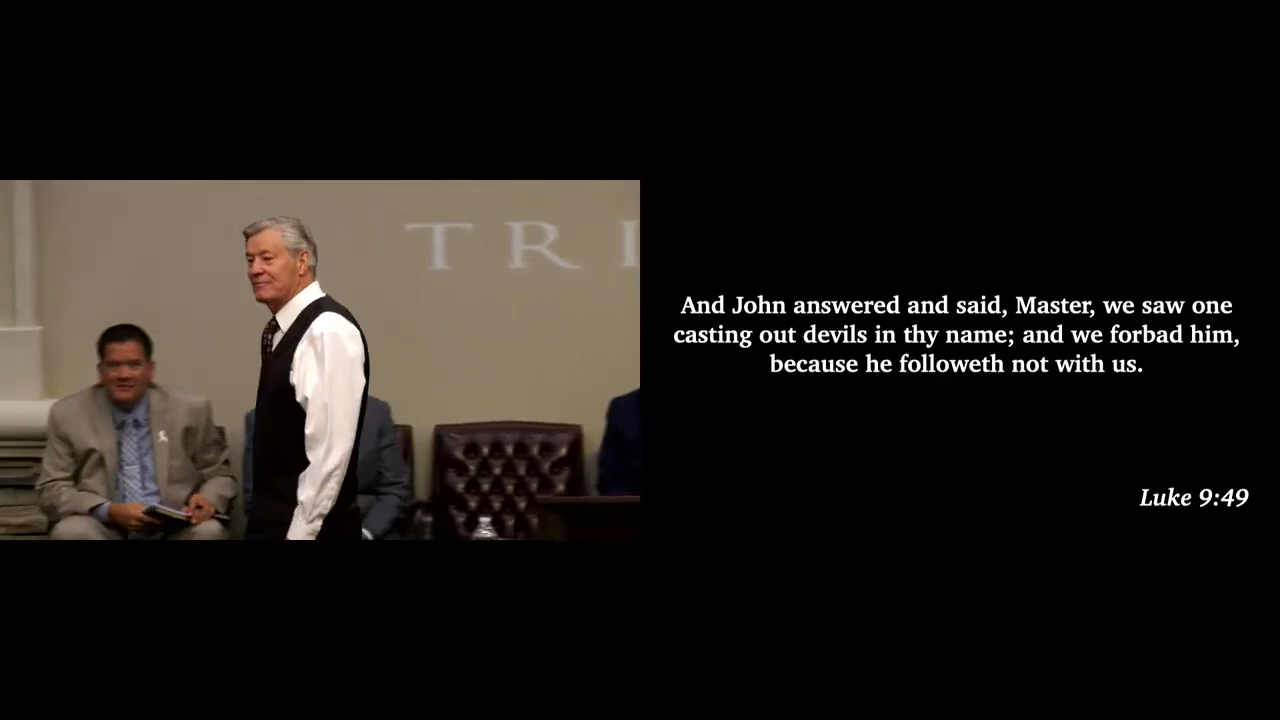 TRI
And John answered and said, Master, we saw one
casting out devils in thy name; and we forbad him,
because he followeth not with us.
Luke 9:49